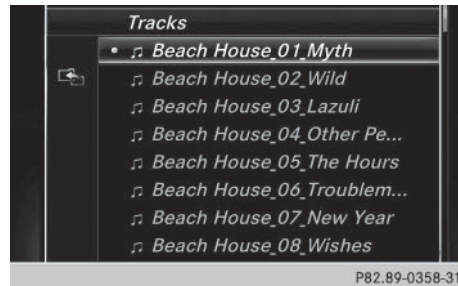 Tracks
Beach House_01_Myth
Beach House_02_Wild
Beach House_03_Lazuli
Beach House_04_Other Pe...
Beach House_05_The Hours
Beach House_06_Troublem...
Beach House_07_New Year
Beach House_08_Wishes
P82.89-0358-31